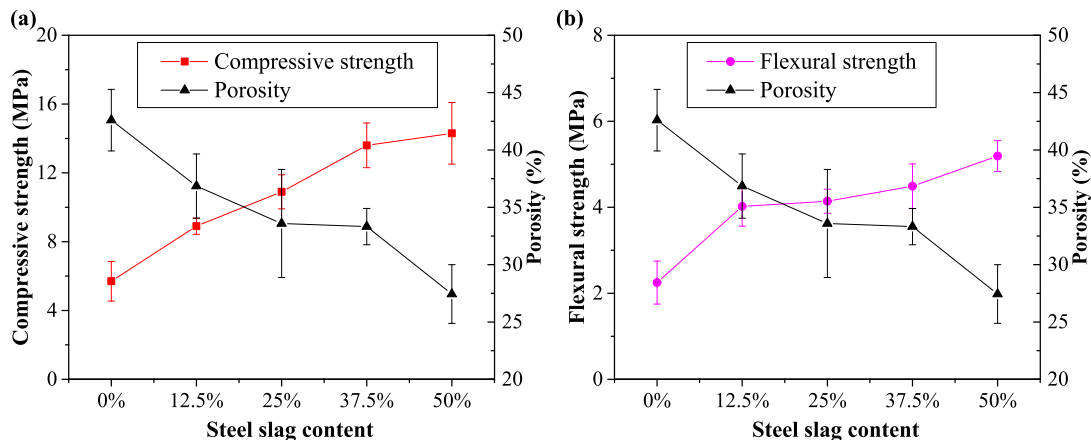 (a)
20
16
12
8
4
0
Compressive strength (MPa)
Compressive strength
Porosity
50
45
40
35
30
25
20
Porosity (%)
0% 12.5% 25% 37.5% 50%
Steel slag content
(b)
8
6
4
2
0
Flexural strength (MPa)
Flexural strength
Porosity
50
45
40
35
30
25
20
Porosity (%)
0% 12.5% 25% 37.5% 50%
Steel slag content